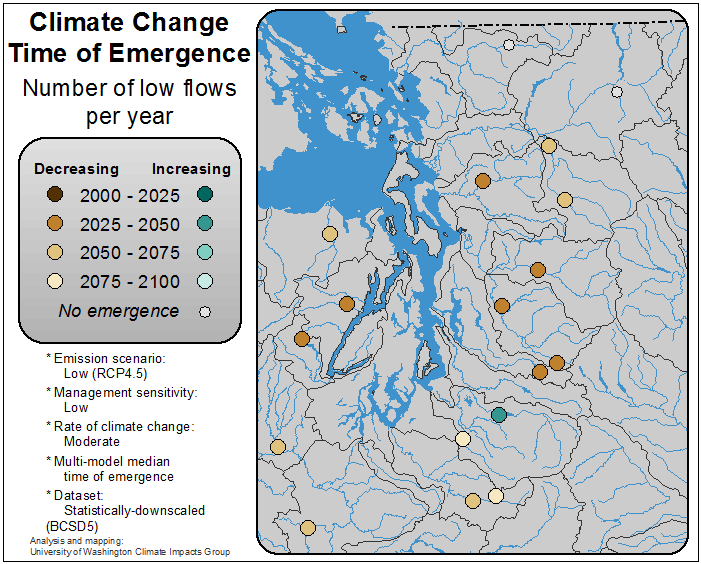 Climate Change
Time of Emergence
Number of low flows
per year
Decreasing Increasing
2000 - 2025
2025 - 2050
2050 - 2075
2075 - 2100
No emergence
* Emission scenario:
Low (RCP4.5)
* Management sensitivity:
Low
* Rate of climate change:
Moderate
* Multi-model median
time of emergence
* Dataset:
Statistically-downscaled
(BCSD5)
Analysis and mapping:
University of Washington Climate Impacts Group